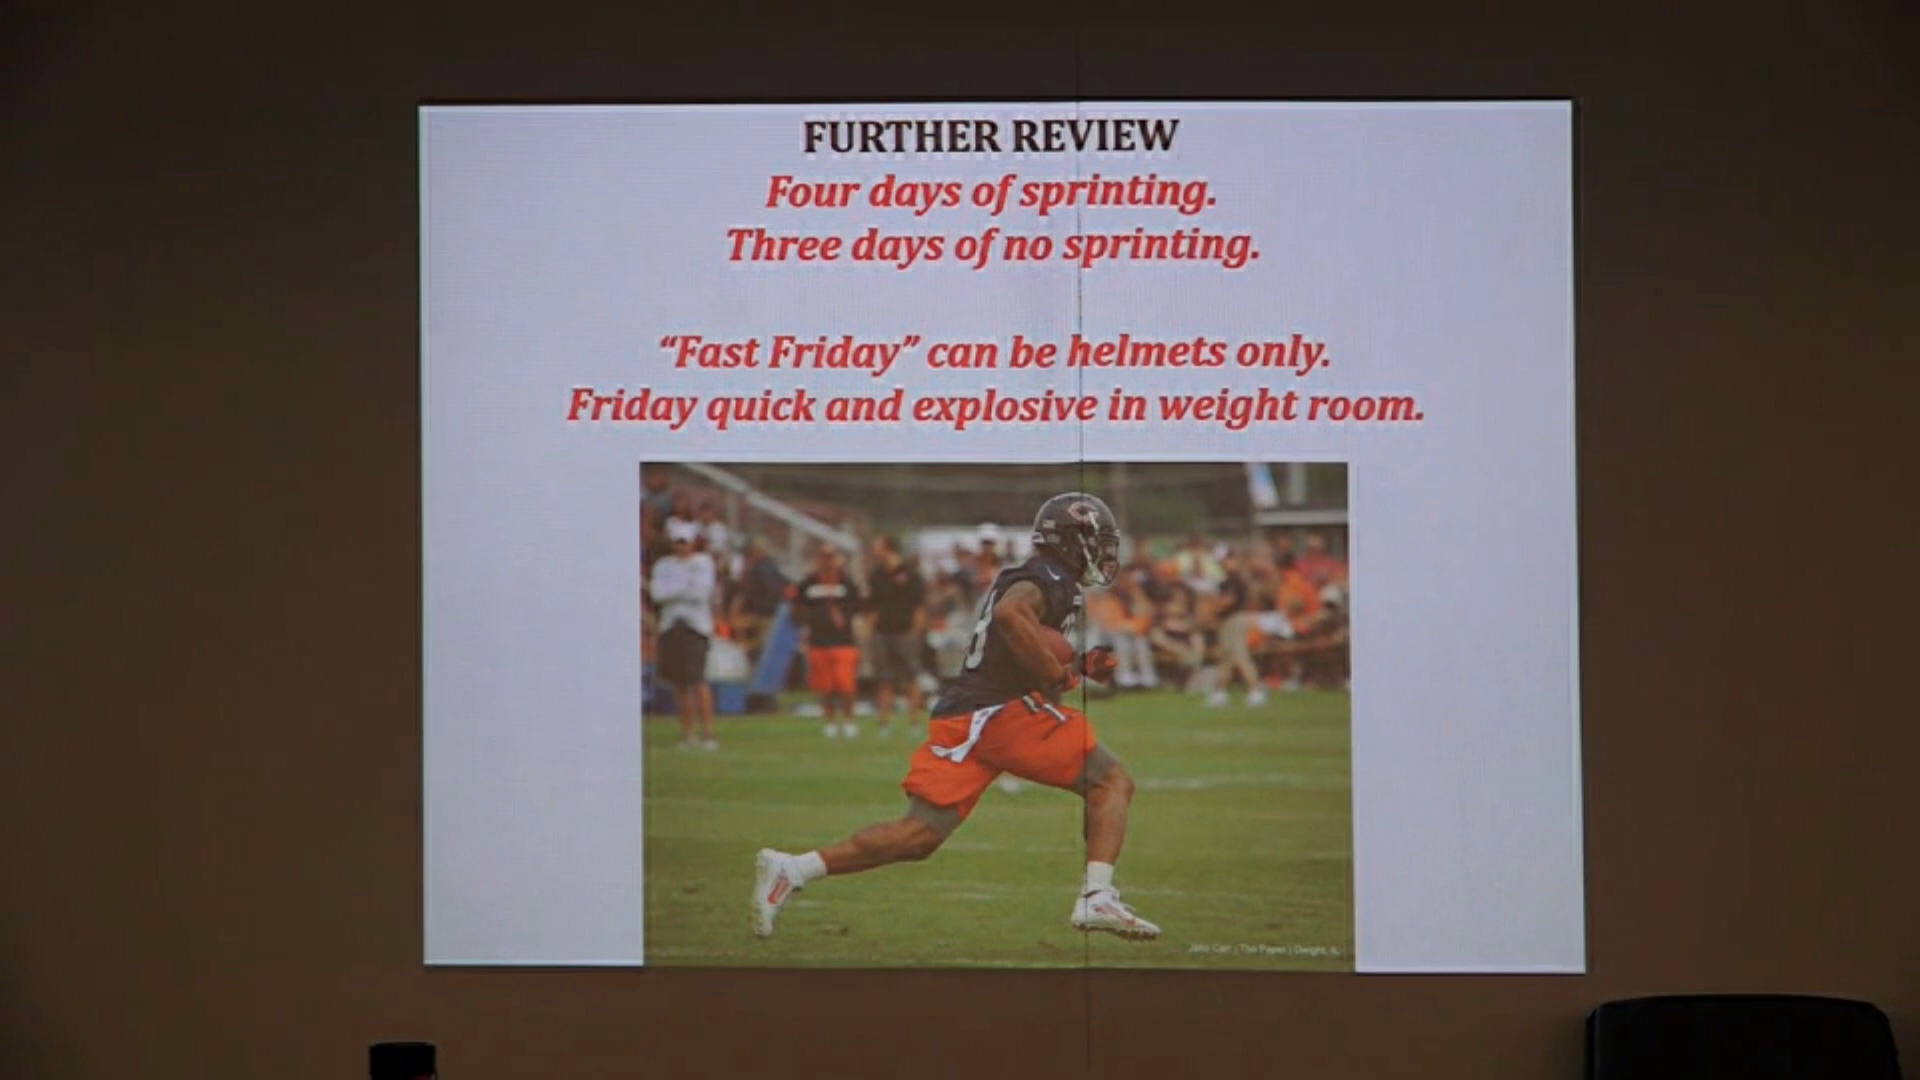 FURTHER REVIEW
Four days of sprinting.
Three days of no sprinting.
“Fast Friday” can be helmets only.
Friday quick and explosive in weight room.